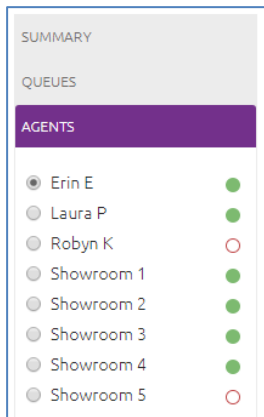 SUMMARY
QUEUES
AGENTS
Erin E
Laura P
Robyn K
Showroom 1
Showroom 2
Showroom 3
Showroom 4
Showroom 5